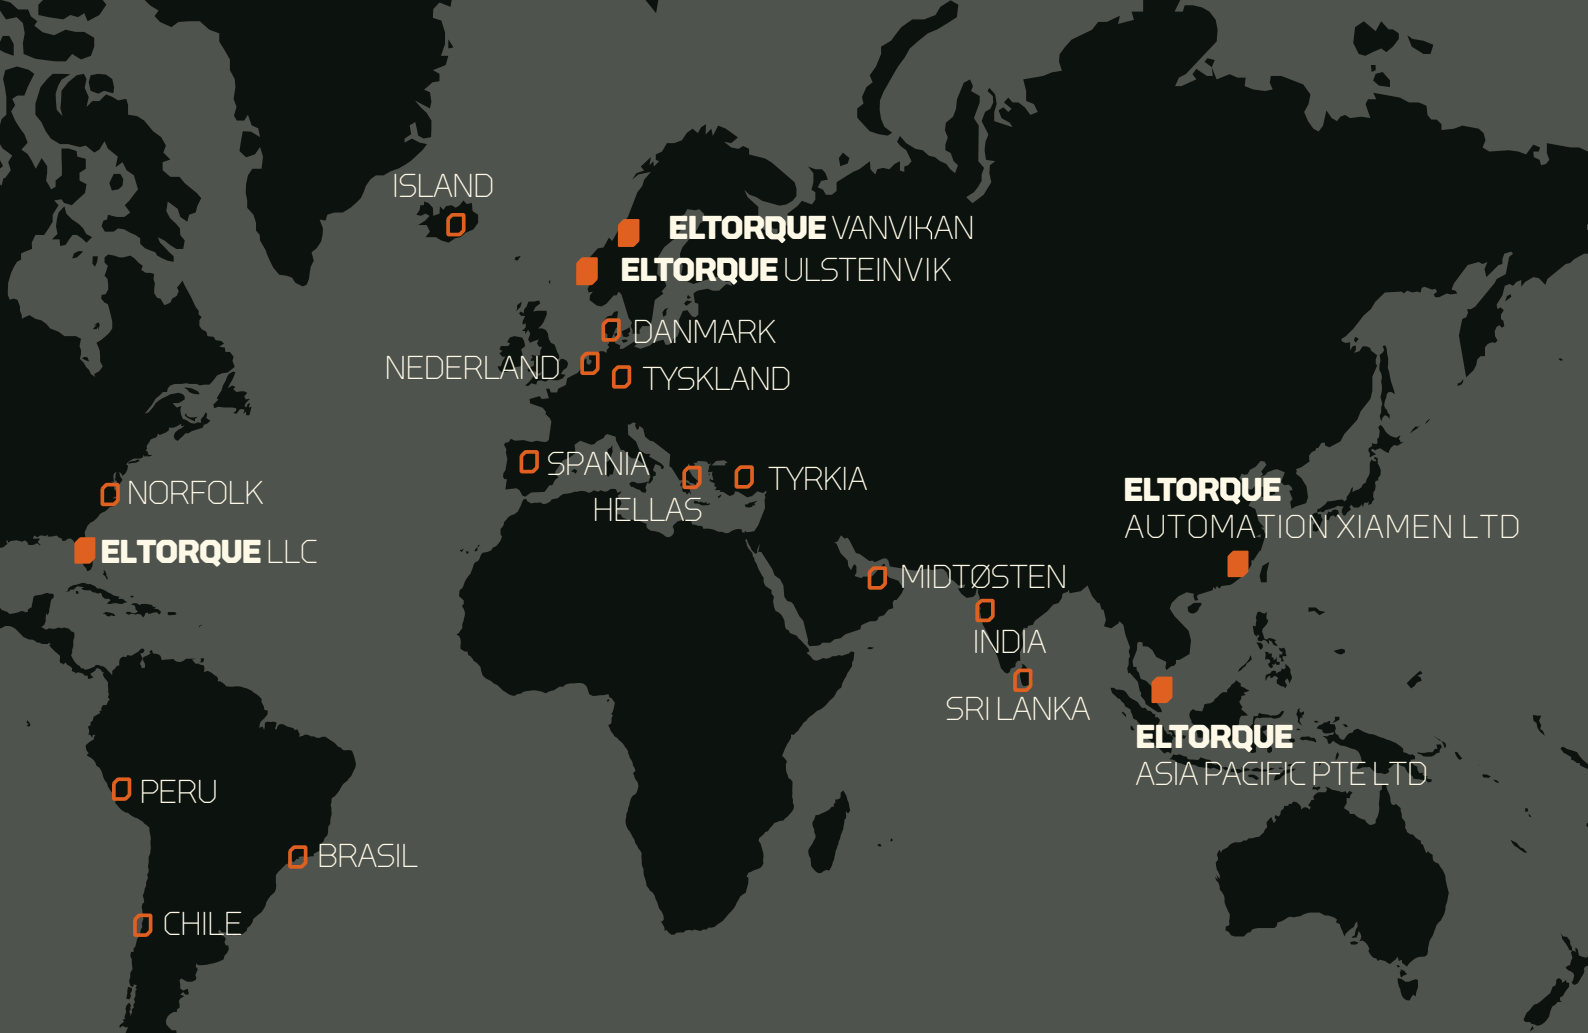 ISLAND
ELTORQUE VANVIKAN
ELTORQUE ULSTEINVIK
DANMARK
NEDERLAND
TYSKLAND
SPANIA
TYRKIA
HELLAS
NORFOLK
ELTORQUE LLC
ELTORQUE
AUTOMATION XIAMEN LTD
MIDTØSTEN
INDIA
SRI LANKA
ELTORQUE
ASIA PACIFIC PTE LTD
PERU
BRASIL
CHILE